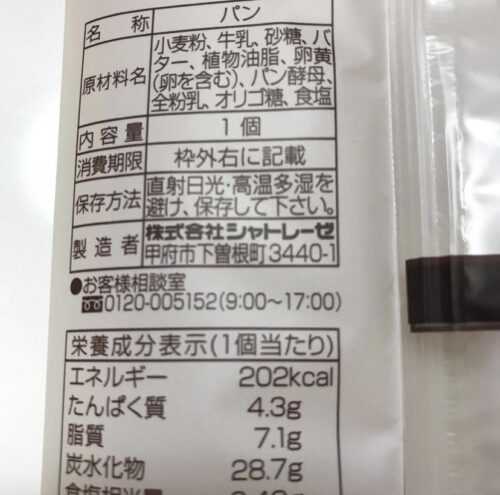 名称 パン
原材料名 小麦粉、牛乳、砂糖、バ
ター、植物油脂、卵黄
(卵を含む)、パン酵母、
全粉乳、オリゴ糖、食塩
内容量 1個
消費期限 枠外右に記載
保存方法 直射日光・高温多湿を
避け、保存して下さい。
製造者 株式会社シャトレーゼ
甲府市下曽根町3440-1
●お客様相談室
0120-005152(9:00~17:00)
栄養成分表示(1個当たり)
エネルギー 202kcal
たんぱく質 4.3g
脂質 7.1g
炭水化物 28.7g
食塩相当量